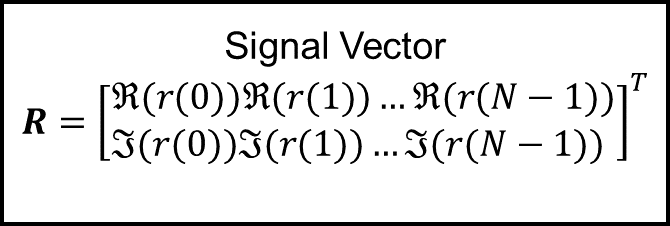 Signal Vector
R = [ℜ(r(0))ℜ(r(1)) … ℜ(r(N − 1))
ℑ(r(0))ℑ(r(1)) … ℑ(r(N − 1))]^T